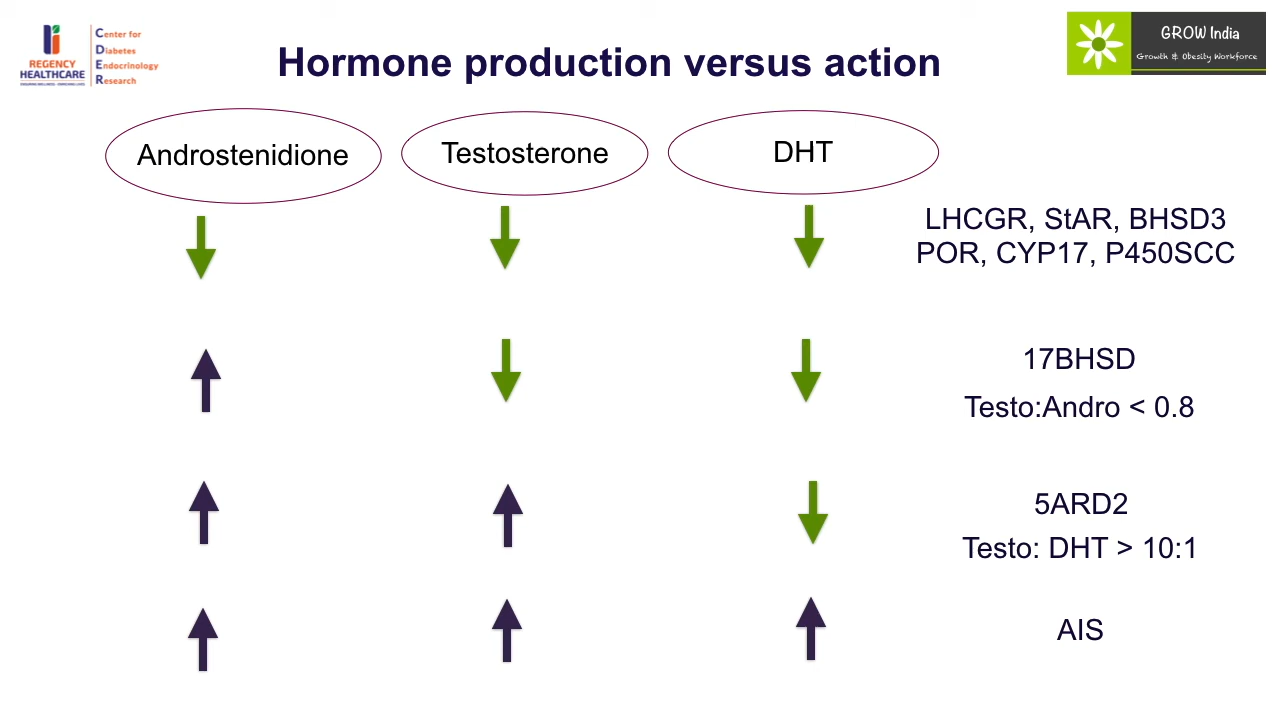 REGENCY
HEALTHCARE
Center for
Diabetes
Endocrinology
Research
Hormone production versus action
GROW India
Growth & Obesity Workforce
Androstenidione
Testosterone
DHT
LHCGR, StAR, BHSD3
POR, CYP17, P450SCC
17BHSD
Testo:Andro < 0.8
5ARD2
Testo: DHT > 10:1
AIS